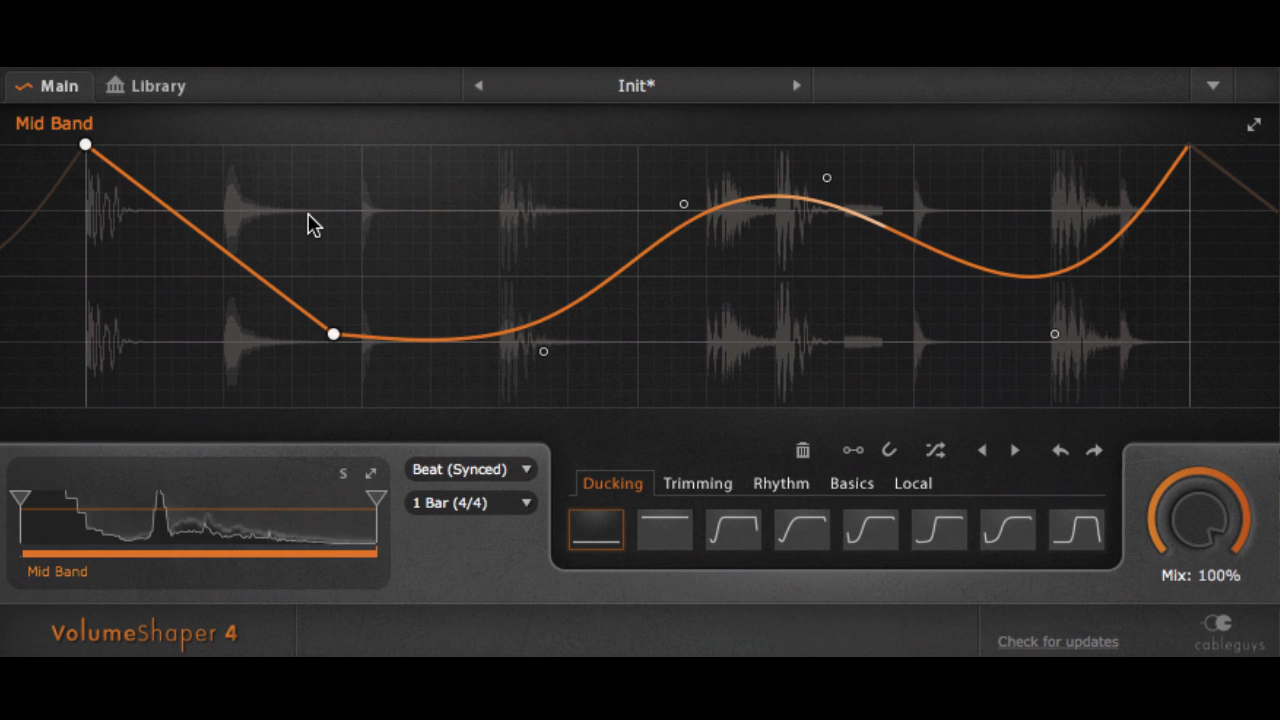 Main
Library
Init*
Mid Band
S
Beat (Synced)
1 Bar (4/4)
Ducking
Trimming
Rhythm
Basics
Local
Mid Band
Mix: 100%
VolumeShaper 4
Check for updates
cableguys